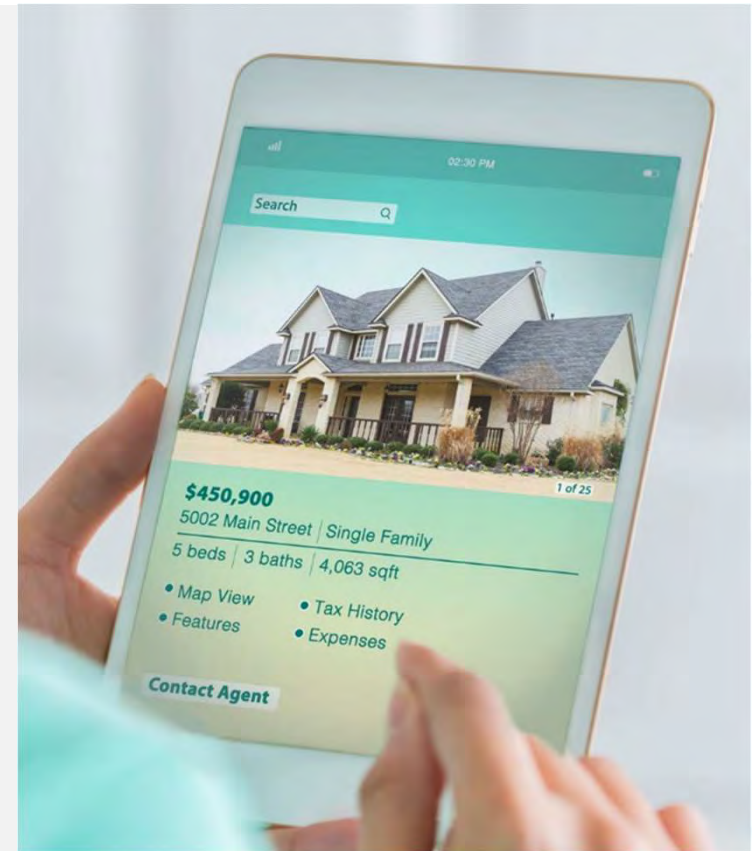 02:30 PM
Search
1 of 25
$450,900
5002 Main Street | Single Family
5 beds | 3 baths | 4,063 sqft
• Map View • Tax History
• Features • Expenses
Contact Agent